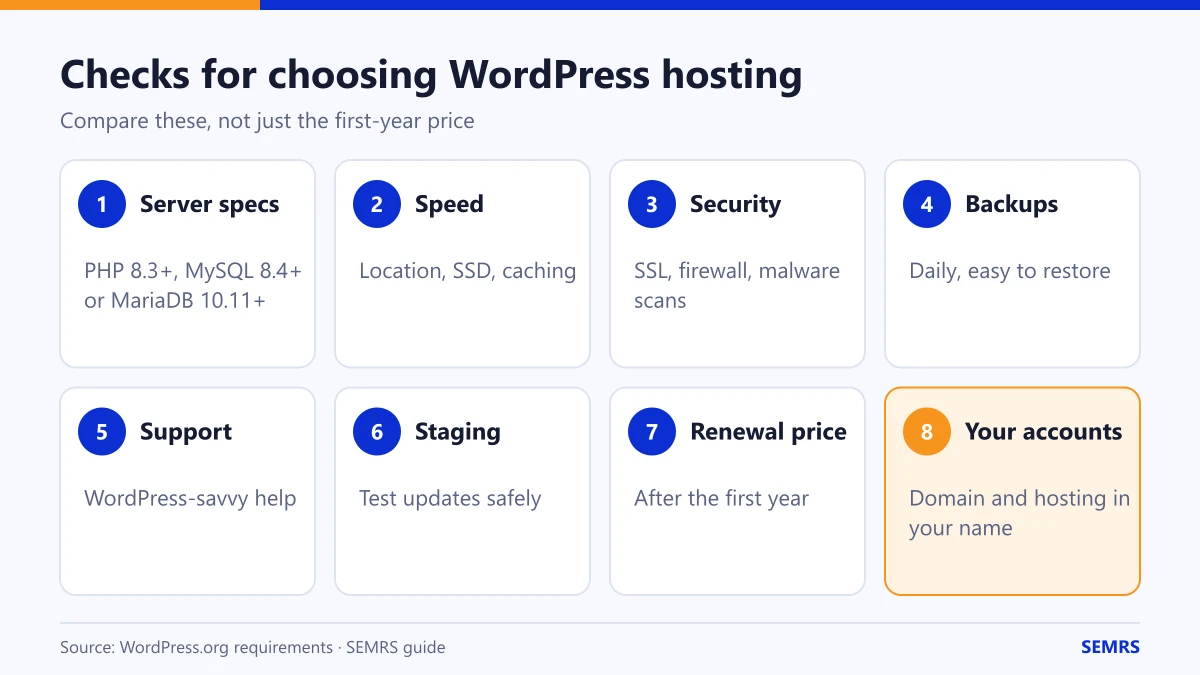 Checks for choosing WordPress hosting
Compare these, not just the first-year price
1 Server specs
PHP 8.3+, MySQL 8.4+
or MariaDB 10.11+
2 Speed
Location, SSD, caching
3 Security
SSL, firewall, malware
scans
4 Backups
Daily, easy to restore
5 Support
WordPress-savvy help
6 Staging
Test updates safely
7 Renewal price
After the first year
8 Your accounts
Domain and hosting in
your name
Source: WordPress.org requirements · SEMRS guide
SEMRS